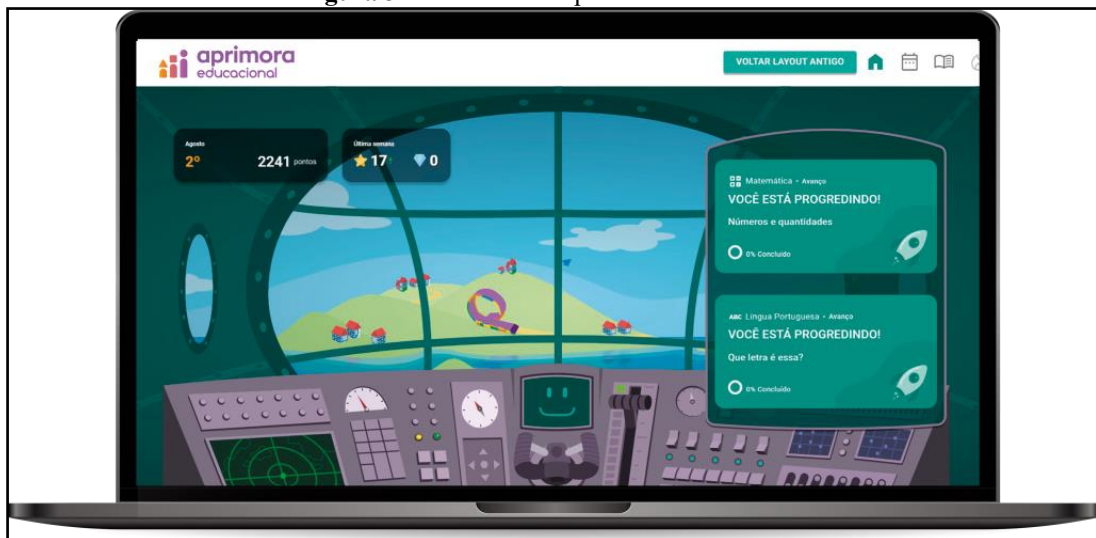 aprimora
educacional
VOLTAR LAYOUT ANTIGO
Agosto
2º 2241 pontos
Última semana
17 0
Matemática • Avanço
VOCÊ ESTÁ PROGREDINDO!
Números e quantidades
0% Concluído
ABC Língua Portuguesa • Avanço
VOCÊ ESTÁ PROGREDINDO!
Que letra é essa?
0% Concluído